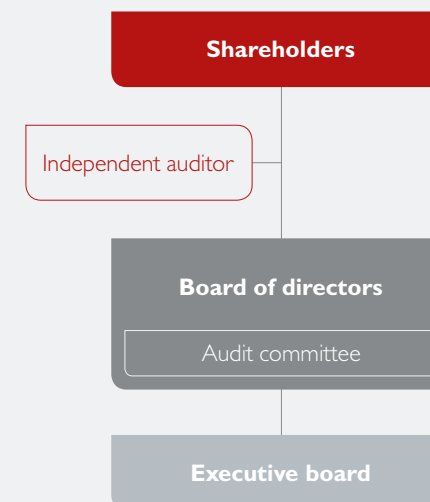 Shareholders
Independent auditor
Board of directors
Audit committee
Executive board